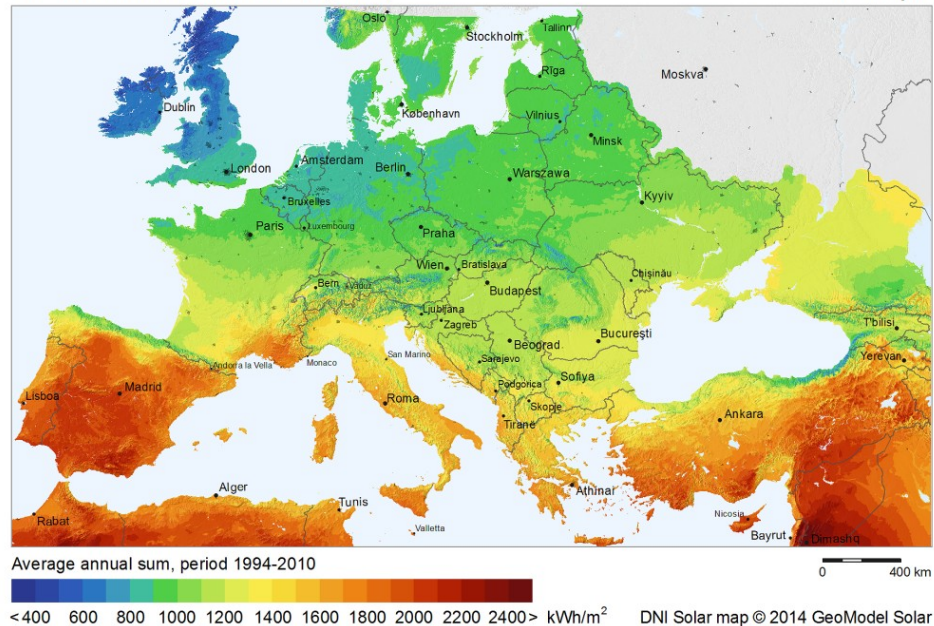 Oslo
Stockholm
Tallinn
Rīga
Moskva
Dublin
København
Vilnius
Minsk
London
Amsterdam
Berlin
Warszawa
Bruxelles
Kyyiv
Paris
Luxembourg
Praha
Wien
Bratislava
Chișinău
Bern
Vaduz
Budapest
Ljubljana
Zagreb
T'bilisi
Beograd
București
San Marino
Monaco
Sarajevo
Yerevan
Andorra la Vella
Podgorica
Sofiya
Madrid
Lisboa
Roma
Skopje
Ankara
Tiranë
Alger
Athinai
Tunis
Rabat
Nicosia
Valletta
Bayrut
Dimashq
Average annual sum, period 1994-2010
0 400 km
< 400 600 800 1000 1200 1400 1600 1800 2000 2200 2400 > kWh/m²
DNI Solar map © 2014 GeoModel Solar